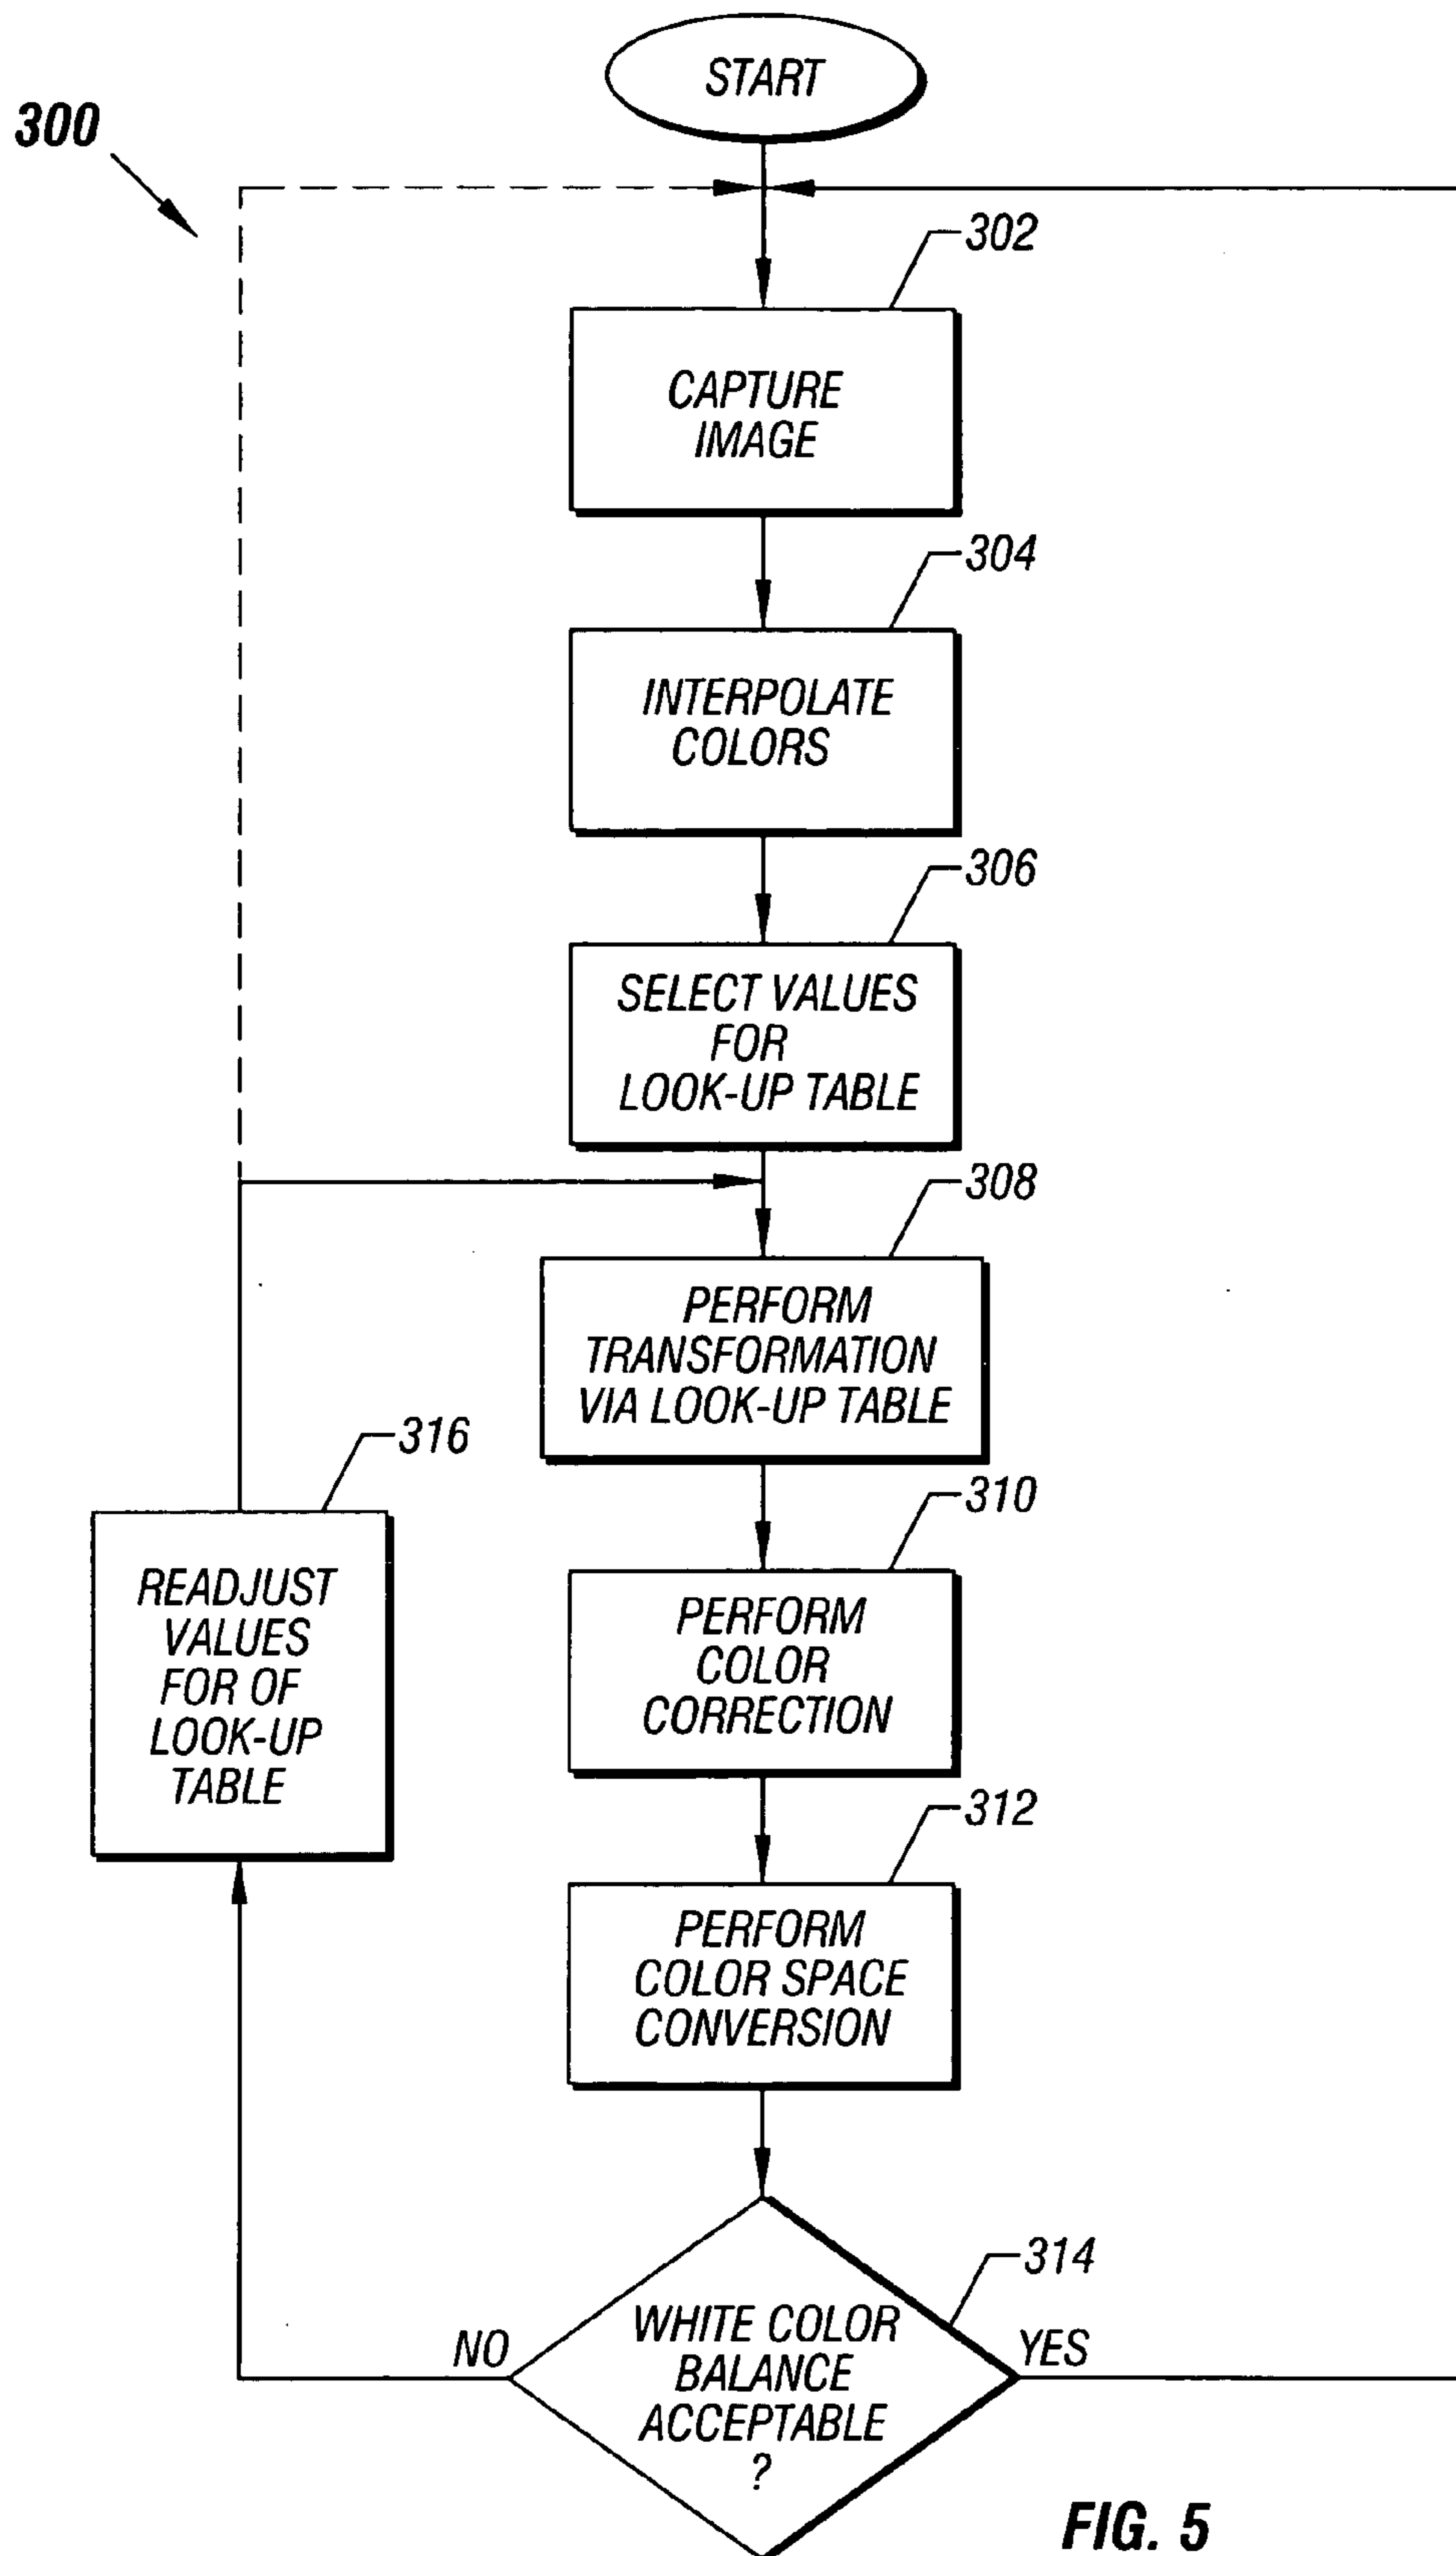 START
300
302
CAPTURE
IMAGE
304
INTERPOLATE
COLORS
306
SELECT VALUES
FOR
LOOK-UP TABLE
308
PERFORM
TRANSFORMATION
VIA LOOK-UP TABLE
316
READJUST
VALUES
FOR OF
LOOK-UP
TABLE
310
PERFORM
COLOR
CORRECTION
312
PERFORM
COLOR SPACE
CONVERSION
314
NO
WHITE COLOR
BALANCE
ACCEPTABLE
?
YES
FIG. 5